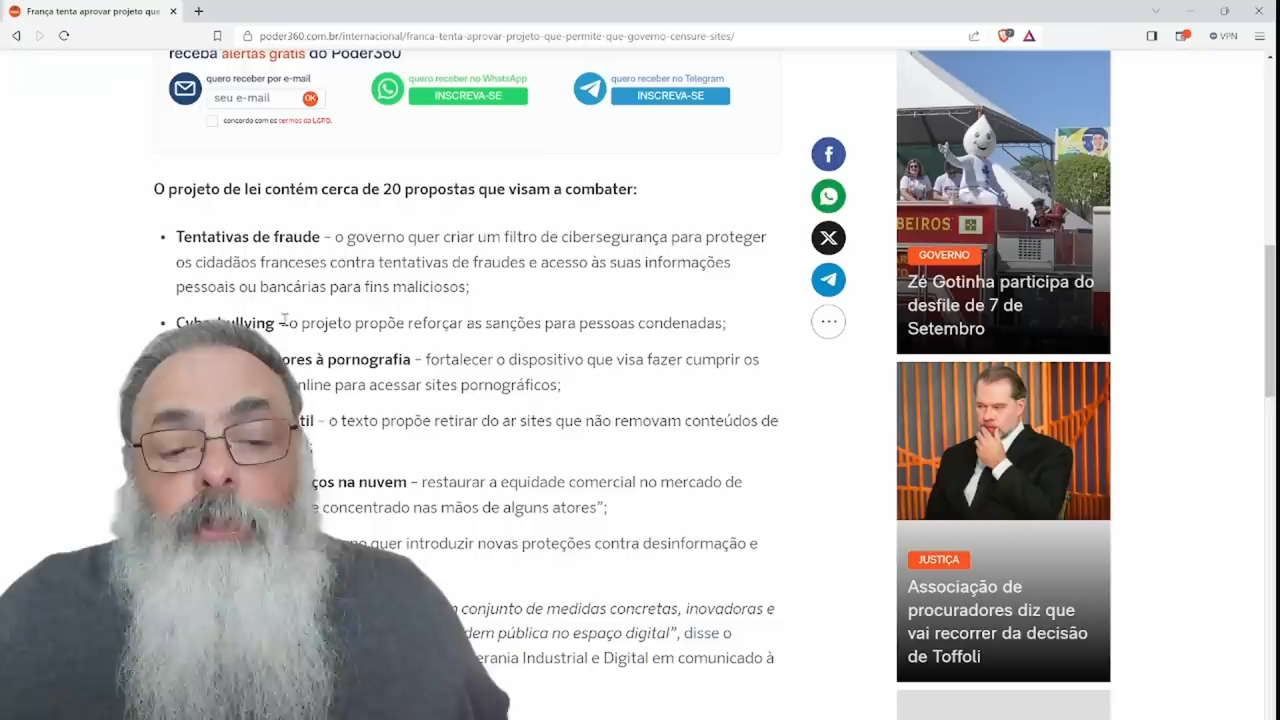 França tenta aprovar projeto que
poder360.com.br/internacional/franca-tenta-aprovar-projeto-que-permite-que-governo-censure-sites/
VPN
receba alertas grátis do Poder360
quero receber por e-mail
seu e-mail
OK
concordo com os termos da LGPD.
quero receber no WhatsApp
INSCREVA-SE
quero receber no Telegram
INSCREVA-SE
O projeto de lei contém cerca de 20 propostas que visam a combater:
• Tentativas de fraude – o governo quer criar um filtro de cibersegurança para proteger
os cidadãos franceses contra tentativas de fraudes e acesso às suas informações
pessoais ou bancárias para fins maliciosos;
• Cyberbullying – o projeto propõe reforçar as sanções para pessoas condenadas;
ores à pornografia – fortalecer o dispositivo que visa fazer cumprir os
nline para acessar sites pornográficos;
til – o texto propõe retirar do ar sites que não removam conteúdos de
;
ços na nuvem – restaurar a equidade comercial no mercado de
e concentrado nas mãos de alguns atores”;
no quer introduzir novas proteções contra desinformação e
conjunto de medidas concretas, inovadoras e
dem pública no espaço digital”, disse o
erania Industrial e Digital em comunicado à
BEIROS
GOVERNO
Zé Gotinha participa do
desfile de 7 de
Setembro
JUSTIÇA
Associação de
procuradores diz que
vai recorrer da decisão
de Toffoli